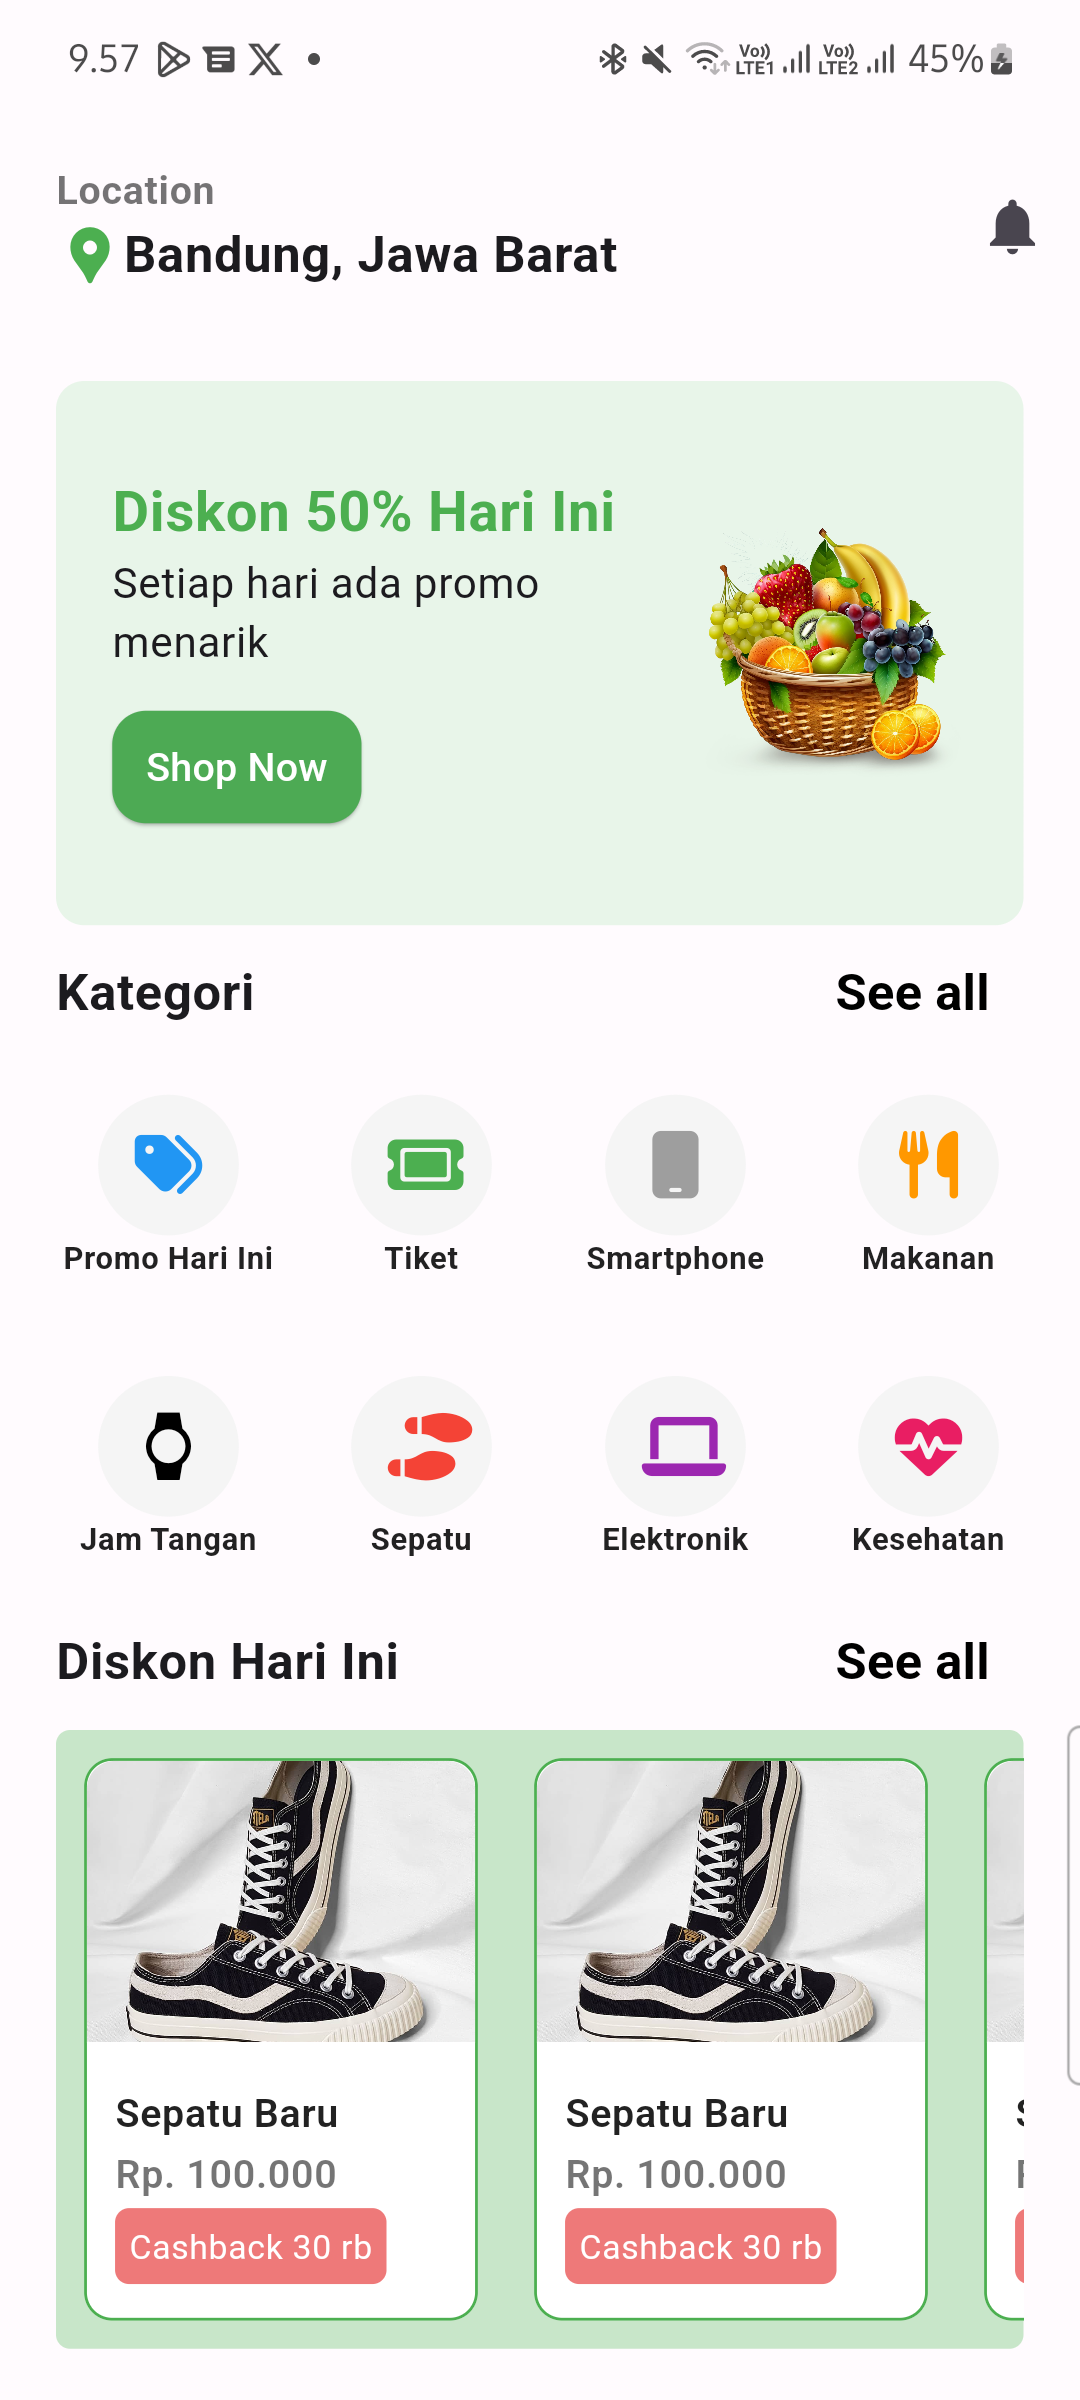 9.57
Vo)) LTE1 Vo)) LTE2 45%
Location
Bandung, Jawa Barat
Diskon 50% Hari Ini
Setiap hari ada promo
menarik
Shop Now
Kategori See all
Promo Hari Ini Tiket Smartphone Makanan
Jam Tangan Sepatu Elektronik Kesehatan
Diskon Hari Ini See all
Sepatu Baru Sepatu Baru
Rp. 100.000 Rp. 100.000
Cashback 30 rb Cashback 30 rb